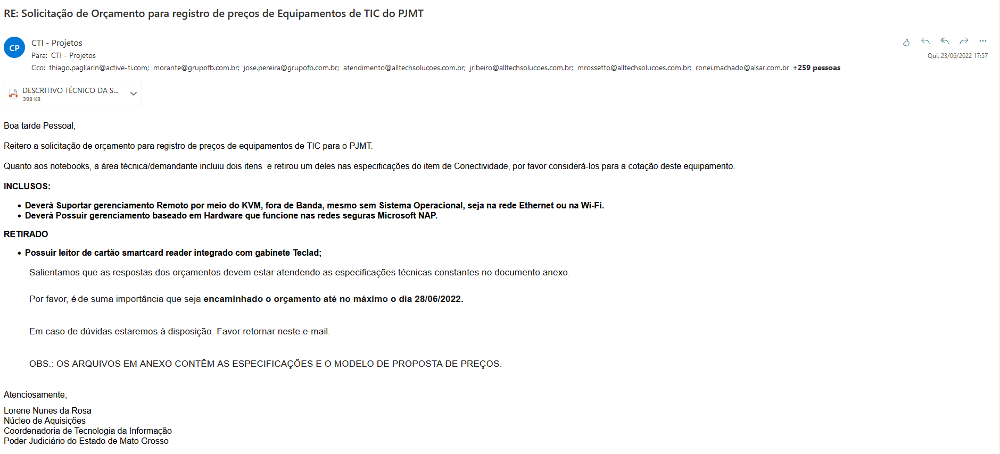 RE: Solicitação de Orçamento para registro de preços de Equipamentos de TIC do PJMT
CP
CTI - Projetos
Para: CTI - Projetos
Qui, 23/06/2022 17:57
Cco: thiago.pagliarin@active-ti.com; morante@grupofb.com.br; jose.pereira@grupofb.com.br; atendimento@alltechsolucoes.com.br; jribeiro@alltechsolucoes.com.br; mrossetto@alltechsolucoes.com.br; ronei.machado@alsar.com.br +259 pessoas
DESCRITIVO TÉCNICO DA S...
398 KB
Boa tarde Pessoal,
Reitero a solicitação de orçamento para registro de preços de equipamentos de TIC para o PJMT.
Quanto aos notebooks, a área técnica/demandante incluiu dois itens e retirou um deles nas especificações do item de Conectividade, por favor considerá-los para a cotação deste equipamento.
INCLUSOS:
• Deverá Suportar gerenciamento Remoto por meio do KVM, fora de Banda, mesmo sem Sistema Operacional, seja na rede Ethernet ou na Wi-Fi.
• Deverá Possuir gerenciamento baseado em Hardware que funcione nas redes seguras Microsoft NAP.
RETIRADO
• Possuir leitor de cartão smartcard reader integrado com gabinete Teclad;
Salientamos que as respostas dos orçamentos devem estar atendendo as especificações técnicas constantes no documento anexo.
Por favor, é de suma importância que seja encaminhado o orçamento até no máximo o dia 28/06/2022.
Em caso de dúvidas estaremos à disposição. Favor retornar neste e-mail.
OBS.: OS ARQUIVOS EM ANEXO CONTÊM AS ESPECIFICAÇÕES E O MODELO DE PROPOSTA DE PREÇOS.
Atenciosamente,
Lorene Nunes da Rosa
Núcleo de Aquisições
Coordenadoria de Tecnologia da Informação
Poder Judiciário do Estado de Mato Grosso